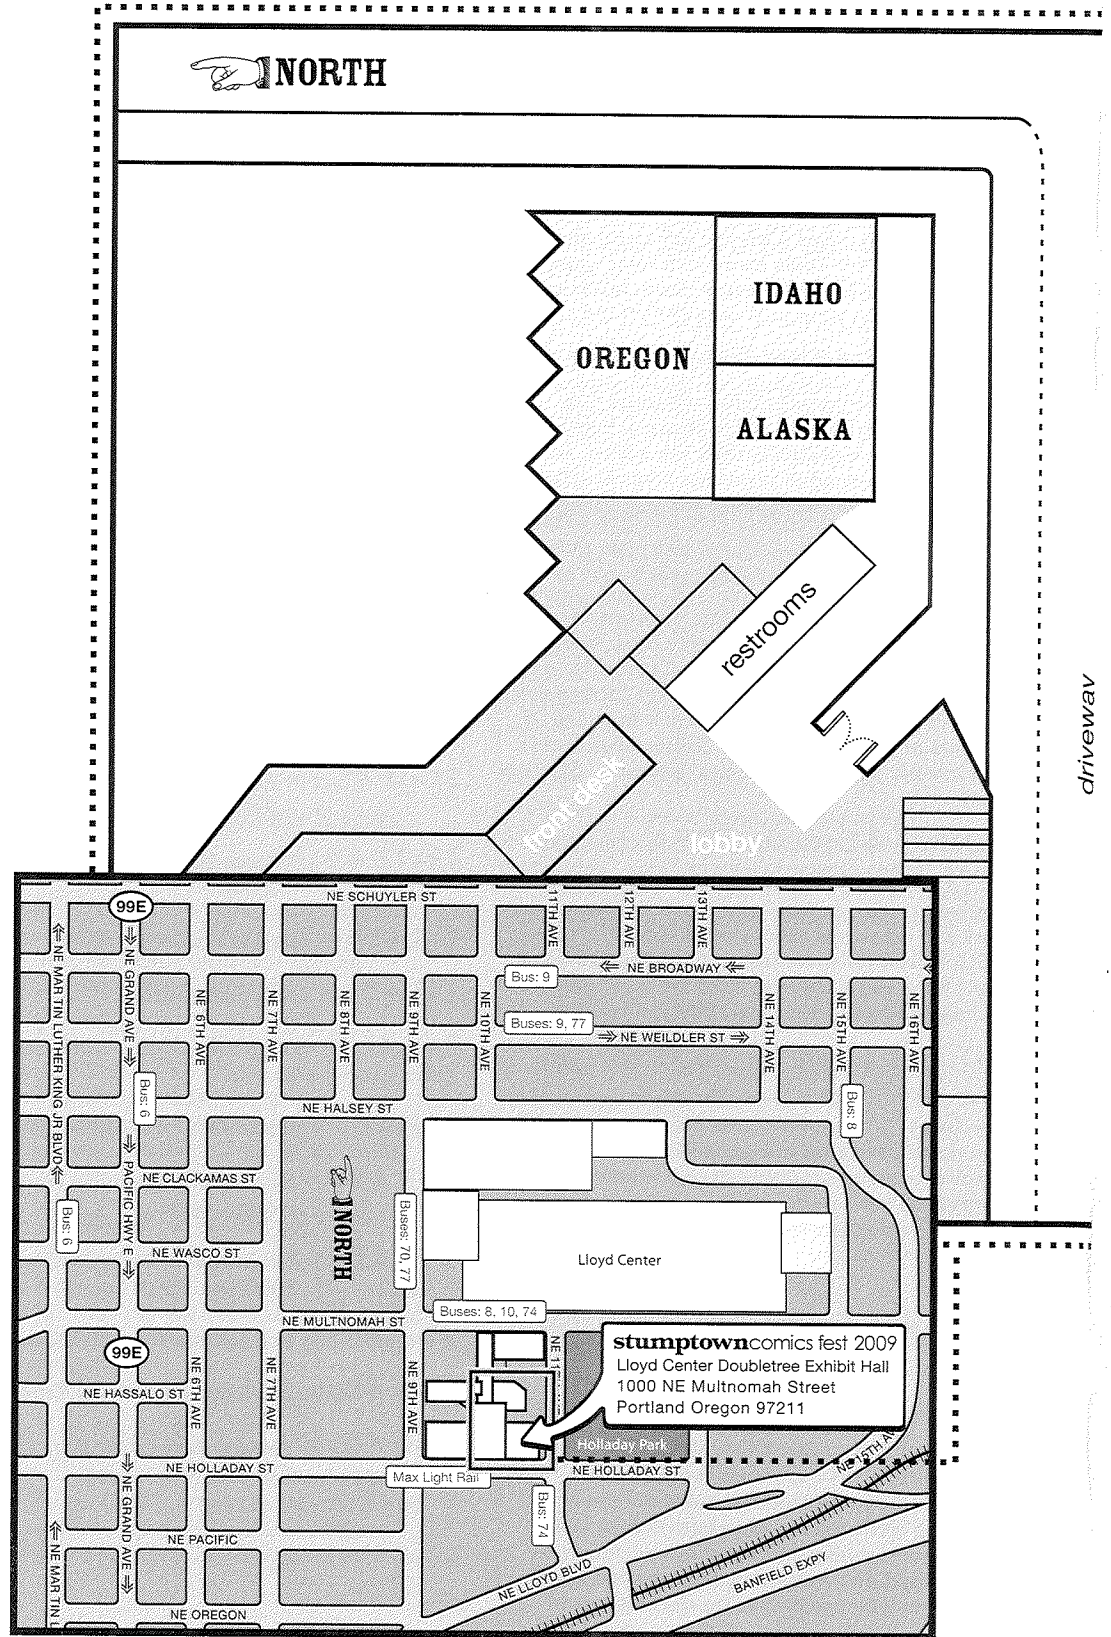 NORTH
IDAHO
OREGON
ALASKA
restrooms
driveway
front desk
lobby
99E
NE SCHUYLER ST
11TH AVE
12TH AVE
13TH AVE
NE BROADWAY
Bus: 9
NE MARTIN LUTHER KING JR BLVD
NE GRAND AVE
NE 6TH AVE
NE 7TH AVE
NE 8TH AVE
NE 9TH AVE
NE 10TH AVE
Buses: 9, 77
NE WEILDLER ST
NE 14TH AVE
NE 15TH AVE
NE 16TH AVE
Bus: 6
NE HALSEY ST
Bus: 8
PACIFIC HWY E
NE CLACKAMAS ST
NORTH
Buses: 70, 77
Bus: 6
NE WASCO ST
Lloyd Center
Buses: 8, 10, 74
NE MULTNOMAH ST
99E
NE 6TH AVE
NE 7TH AVE
NE 9TH AVE
NE 11
stumptowncomics fest 2009
Lloyd Center Doubletree Exhibit Hall
1000 NE Multnomah Street
Portland Oregon 97211
NE HASSALO ST
Holladay Park
NE HOLLADAY ST
Max Light Rail
NE HOLLADAY ST
NE 16TH AV
NE GRAND AVE
Bus: 74
NE PACIFIC
NE MARTIN L
NE LLOYD BLVD
BANFIELD EXPY
NE OREGON